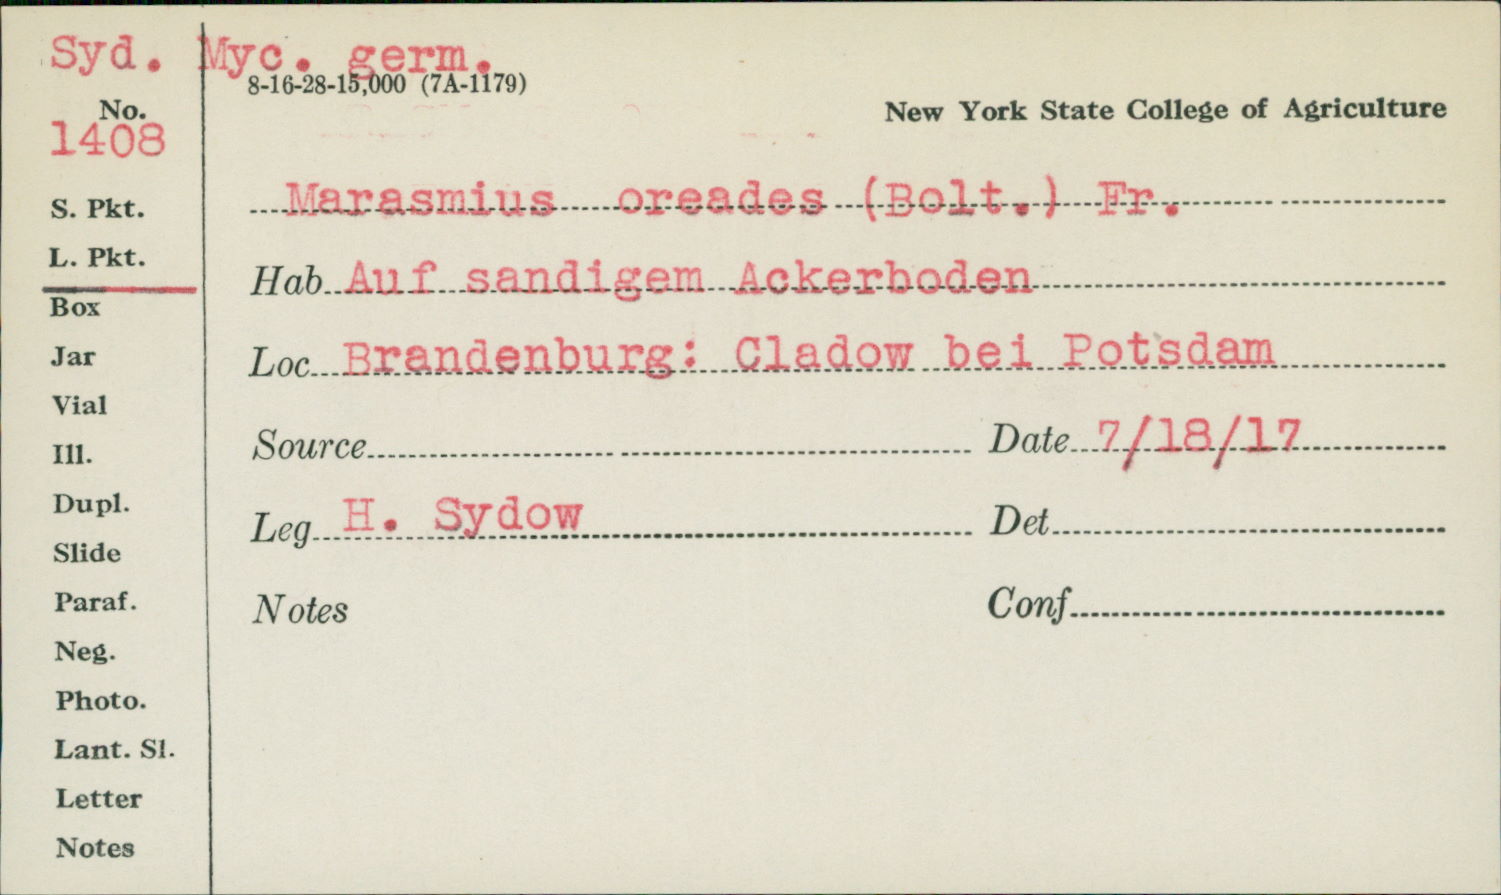 Syd. Myc. germ.
8-16-28-15,000 (7A-1179)
No.
1408
New York State College of Agriculture
Marasmius oreades (Bolt.) Fr.
Hab Auf sandigem Ackerboden
Loc Brandenburg: Cladow bei Potsdam
Source Date 7/18/17
Leg H. Sydow Det
Notes Conf
S. Pkt.
L. Pkt.
Box
Jar
Vial
Ill.
Dupl.
Slide
Paraf.
Neg.
Photo.
Lant. Sl.
Letter
Notes